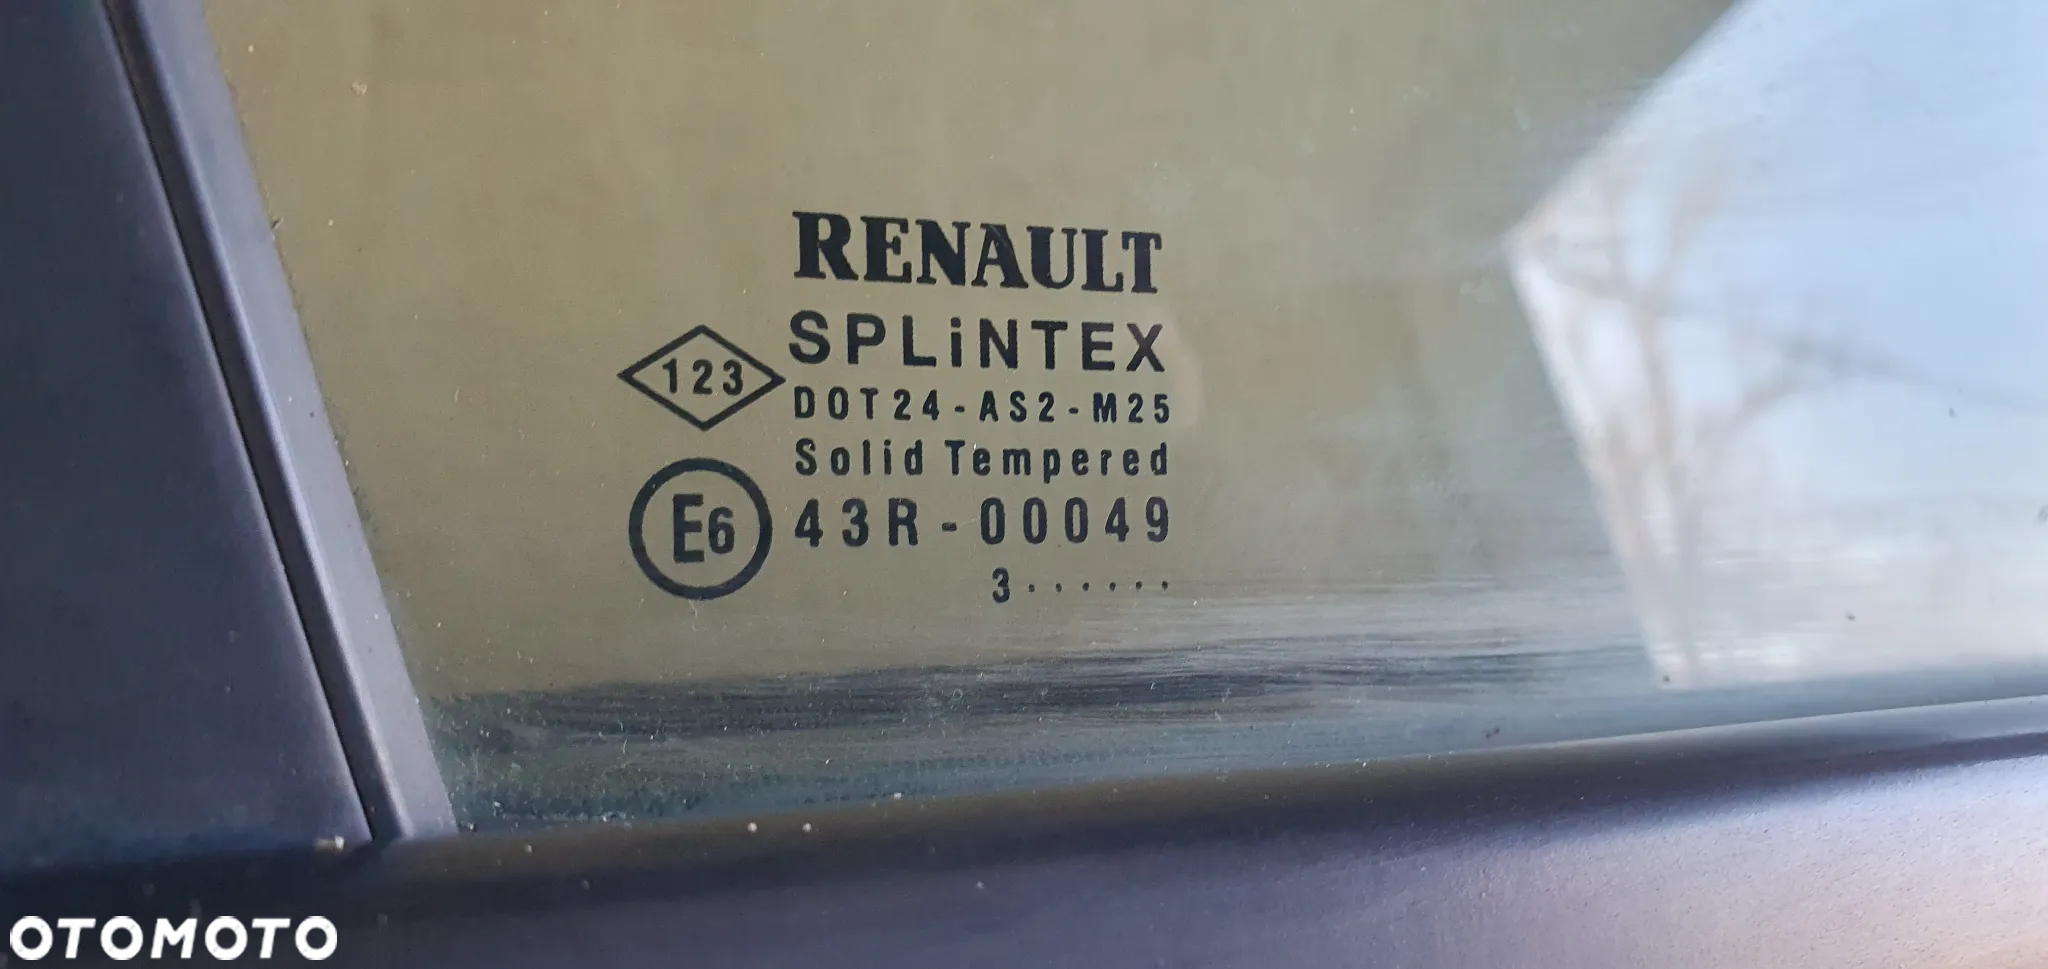 RENAULT
SPLiNTEX
123
DOT24-AS2-M25
Solid Tempered
E6
43R-00049
3......
OTOMOTO